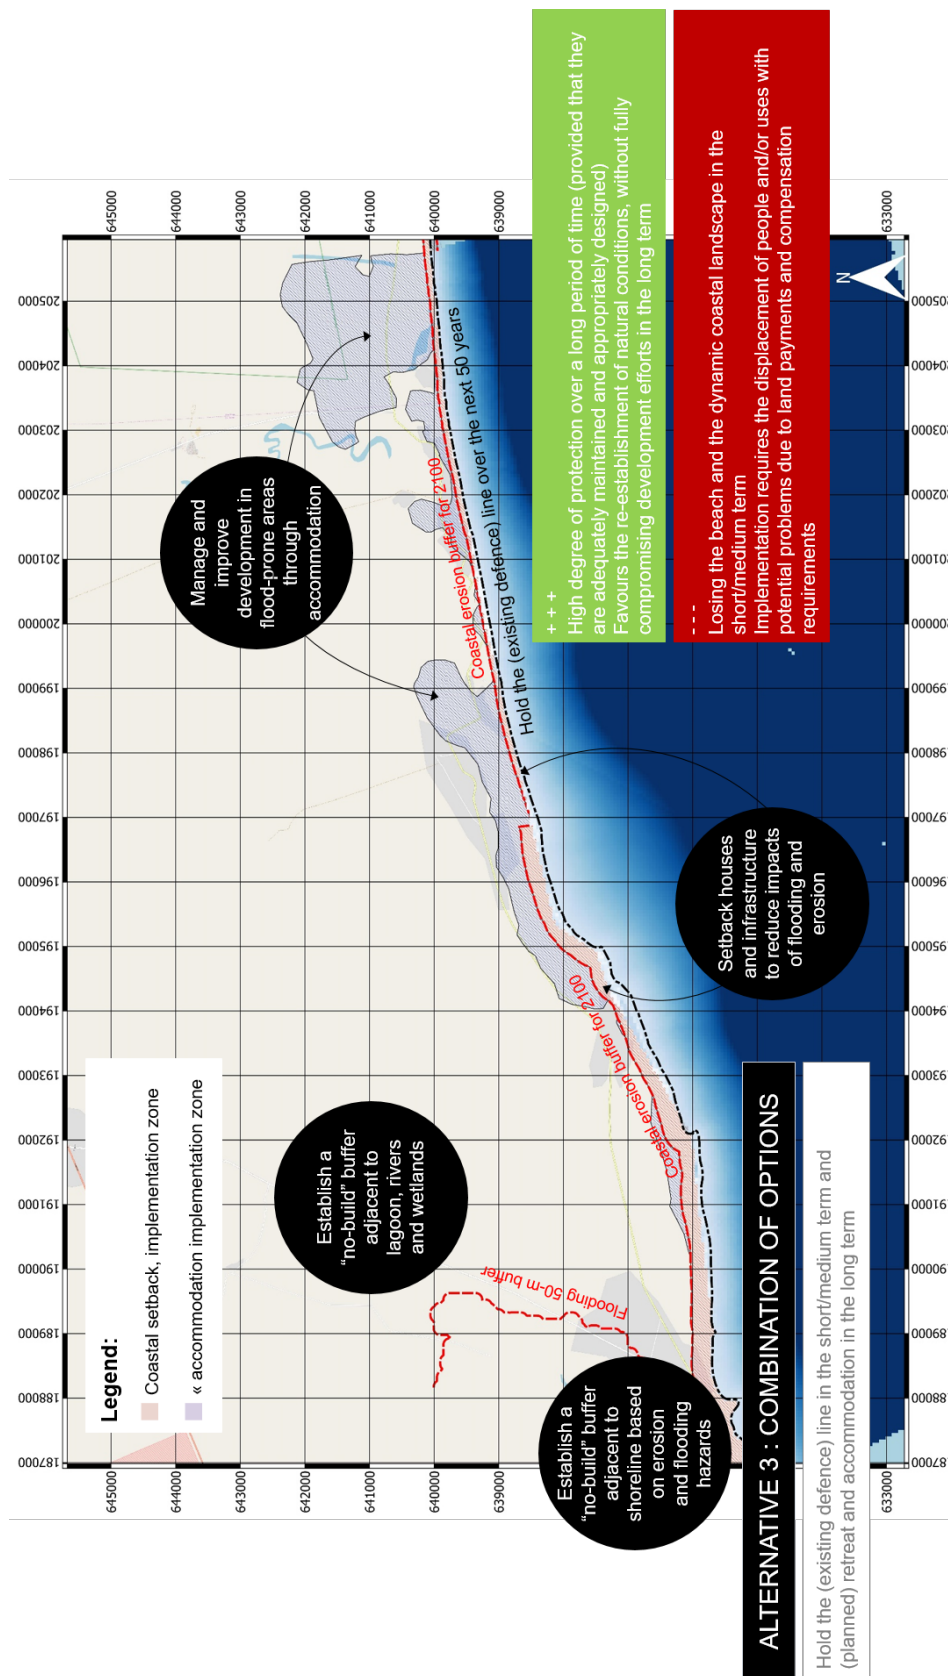 187000 188000 189000 190000 191000 192000 193000 194000 195000 196000 197000 198000 199000 200000 201000 202000 203000 204000 205000
645000
644000
643000
642000
641000
640000
639000
633000
645000
644000
643000
642000
641000
640000
639000
633000
Legend:
Coastal setback, implementation zone
« accommodation implementation zone
Manage and
improve
development in
flood-prone areas
through
accommodation
Establish a
“no-build” buffer
adjacent to
lagoon, rivers
and wetlands
Flooding 50-m buffer
Coastal erosion buffer for 2100
Coastal erosion buffer for 2100
Hold the (existing defence) line over the next 50 years
Establish a
“no-build” buffer
adjacent to
shoreline based
on erosion
and flooding
hazards
Setback houses
and infrastructure
to reduce impacts
of flooding and
erosion
+ + +
High degree of protection over a long period of time (provided that they
are adequately maintained and appropriately designed)
Favours the re-establishment of natural conditions, without fully
compromising development efforts in the long term
- - -
Losing the beach and the dynamic coastal landscape in the
short/medium term
Implementation requires the displacement of people and/or uses with
potential problems due to land payments and compensation
requirements
N
ALTERNATIVE 3 : COMBINATION OF OPTIONS
Hold the (existing defence) line in the short/medium term and
(planned) retreat and accommodation in the long term